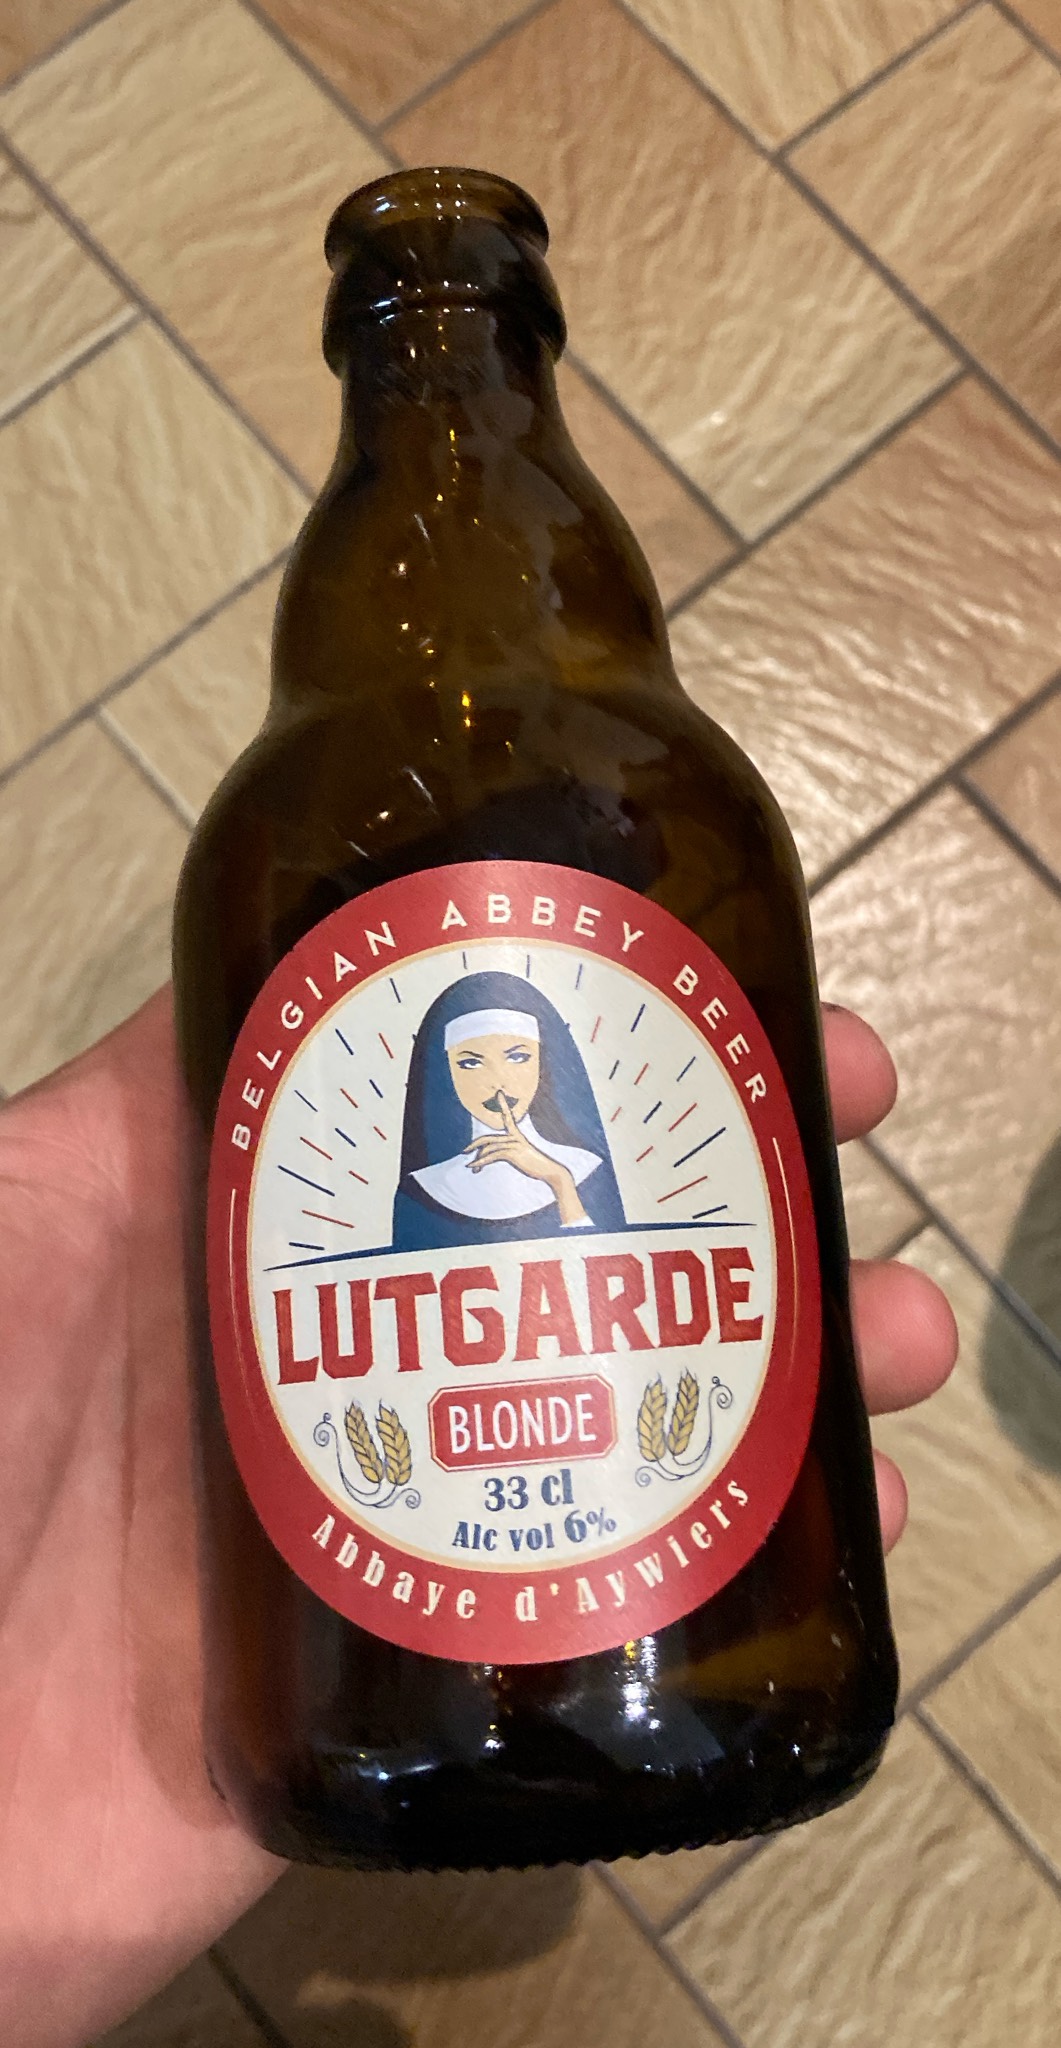 BELGIAN ABBEY BEER
LUTGARDE
BLONDE
33 Cl
Alc vol 6%
Abbaye d'Aywiers